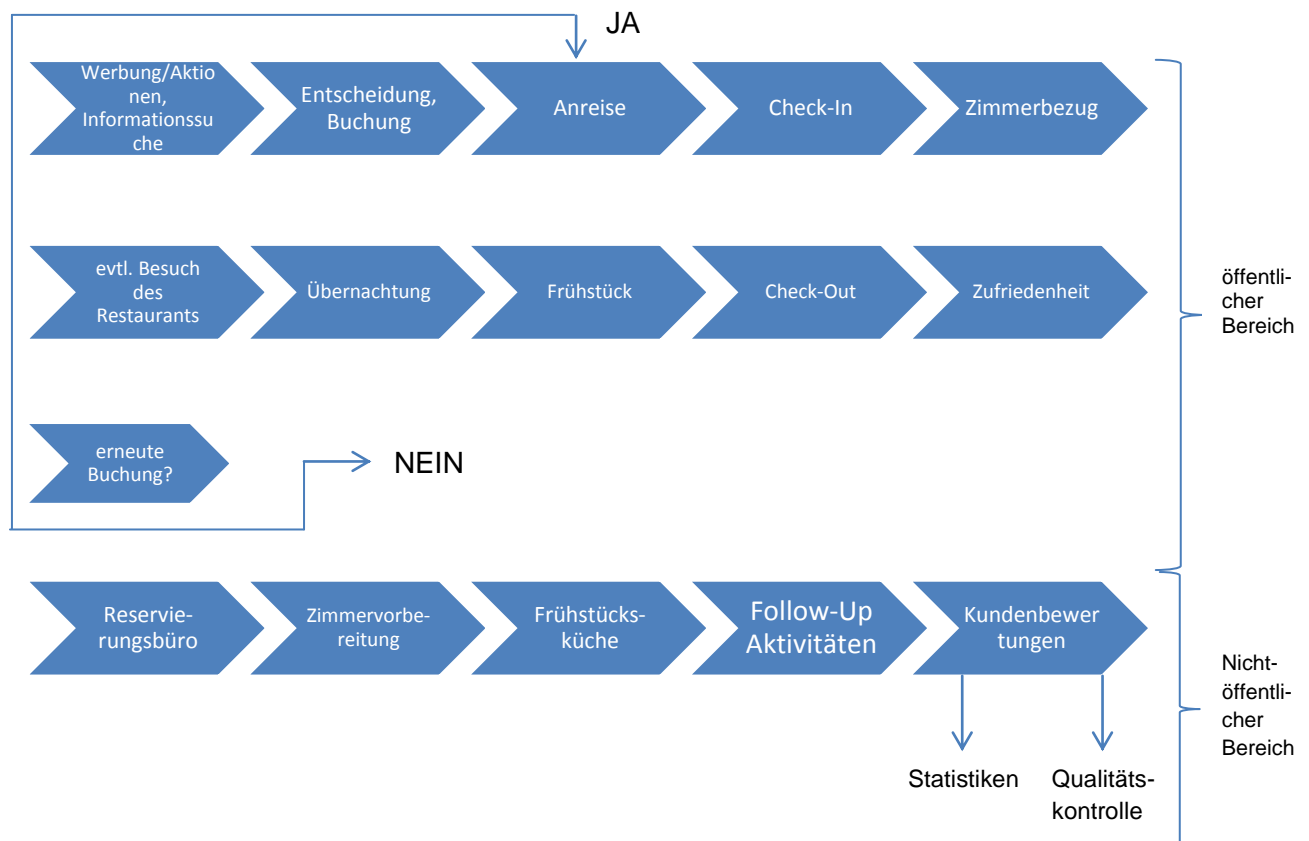 JA
Werbung/Aktio
nen,
Informationssu
che
Entscheidung,
Buchung
Anreise
Check-In
Zimmerbezug
evtl. Besuch
des
Restaurants
Übernachtung
Frühstück
Check-Out
Zufriedenheit
öffentli-
cher
Bereich
erneute
Buchung?
NEIN
Reservie-
rungsbüro
Zimmervorbe-
reitung
Frühstücks-
küche
Follow-Up
Aktivitäten
Kundenbewer
tungen
Nicht-
öffentli-
cher
Bereich
Statistiken
Qualitäts-
kontrolle